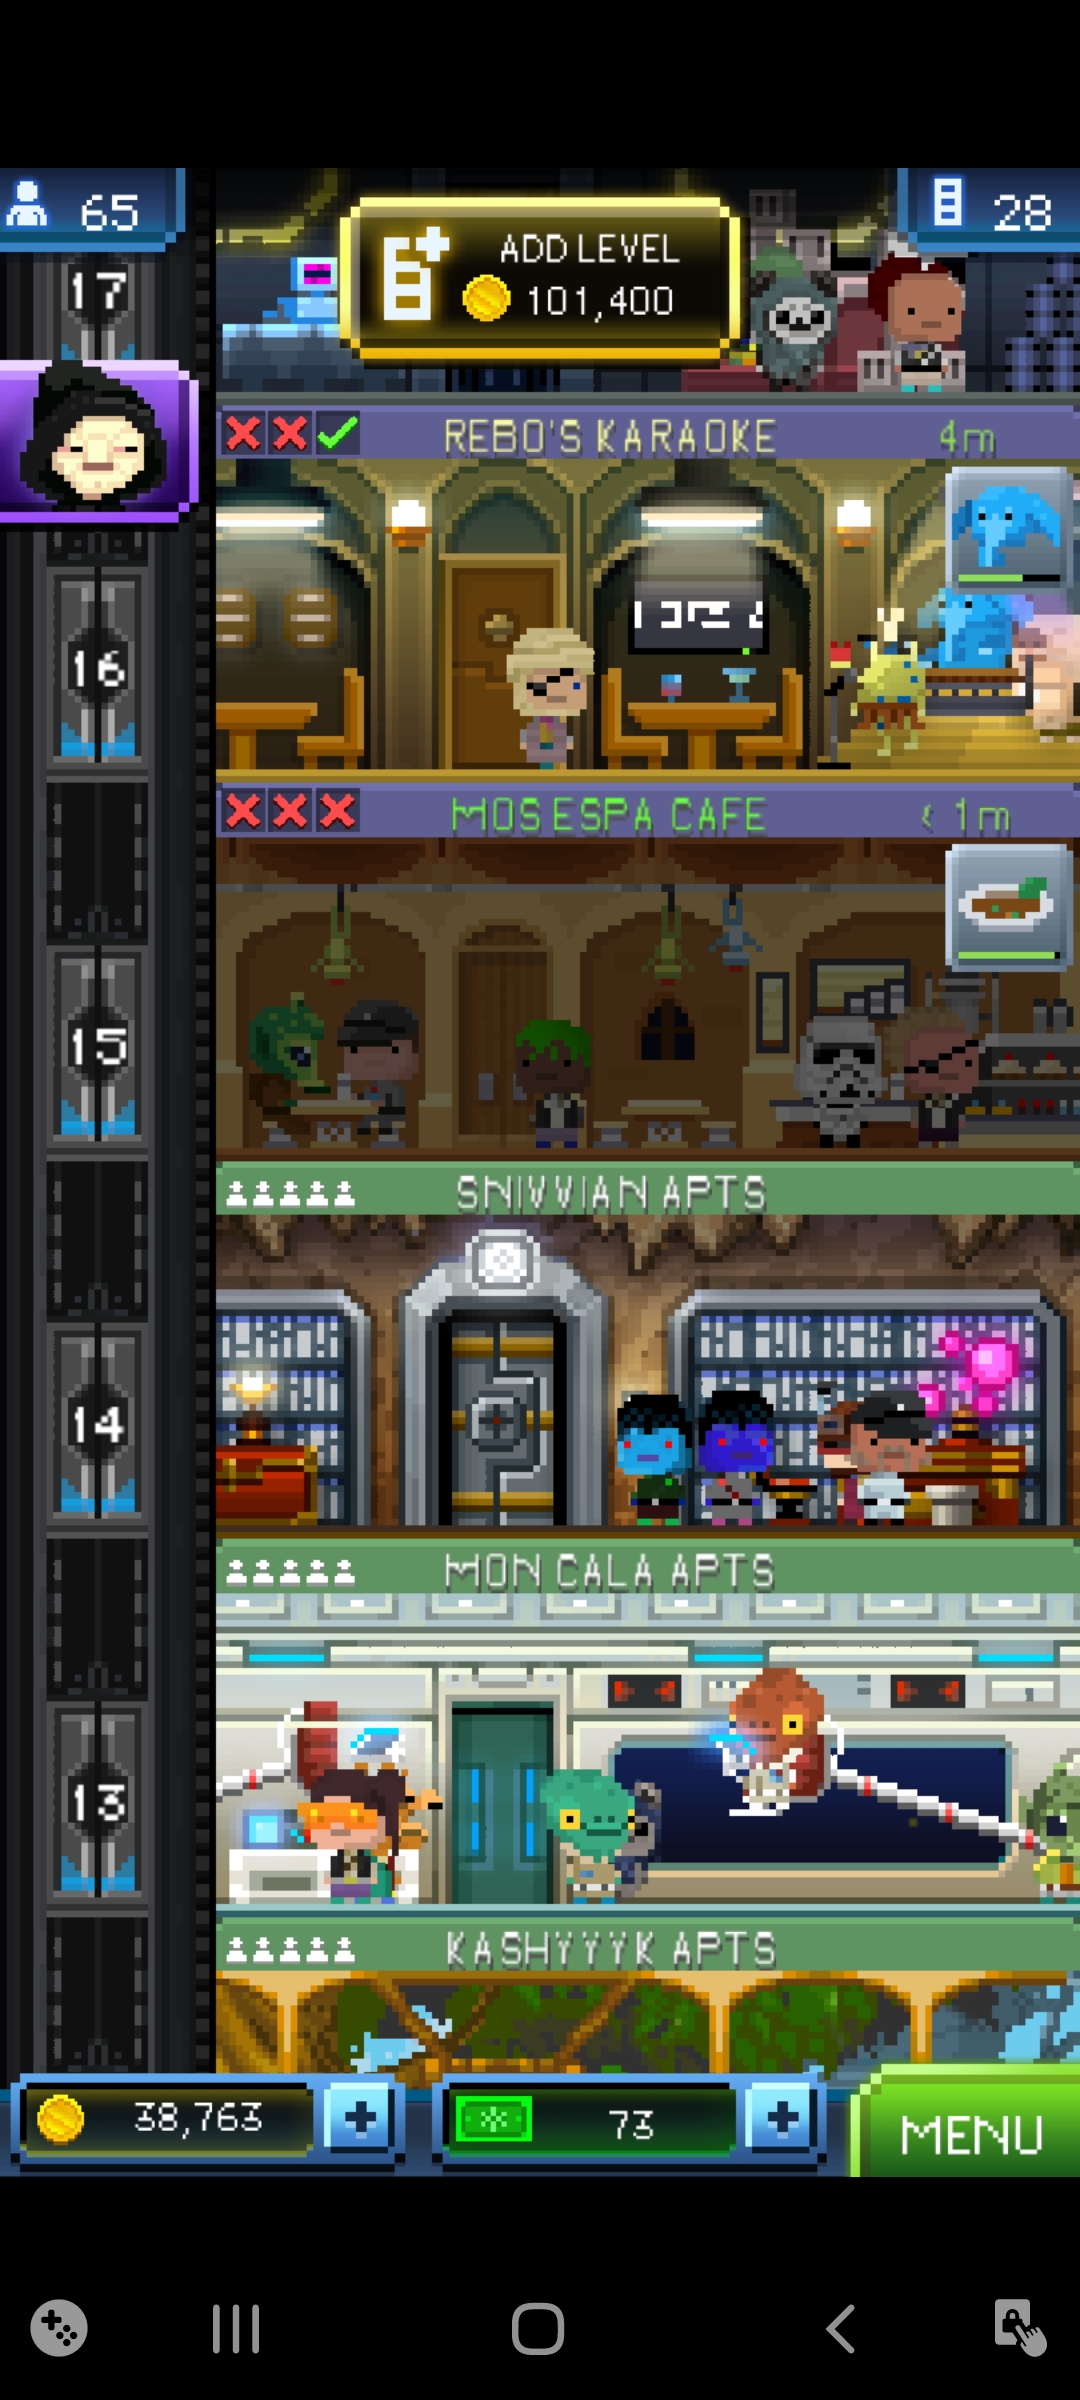 65
ADD LEVEL
101,400
28
17
REBO'S KARAOKE
4m
16
MOS ESPA CAFE
< 1m
15
SNIVVIAN APTS
14
MON CALA APTS
13
KASHYYYK APTS
38,763
73
MENU